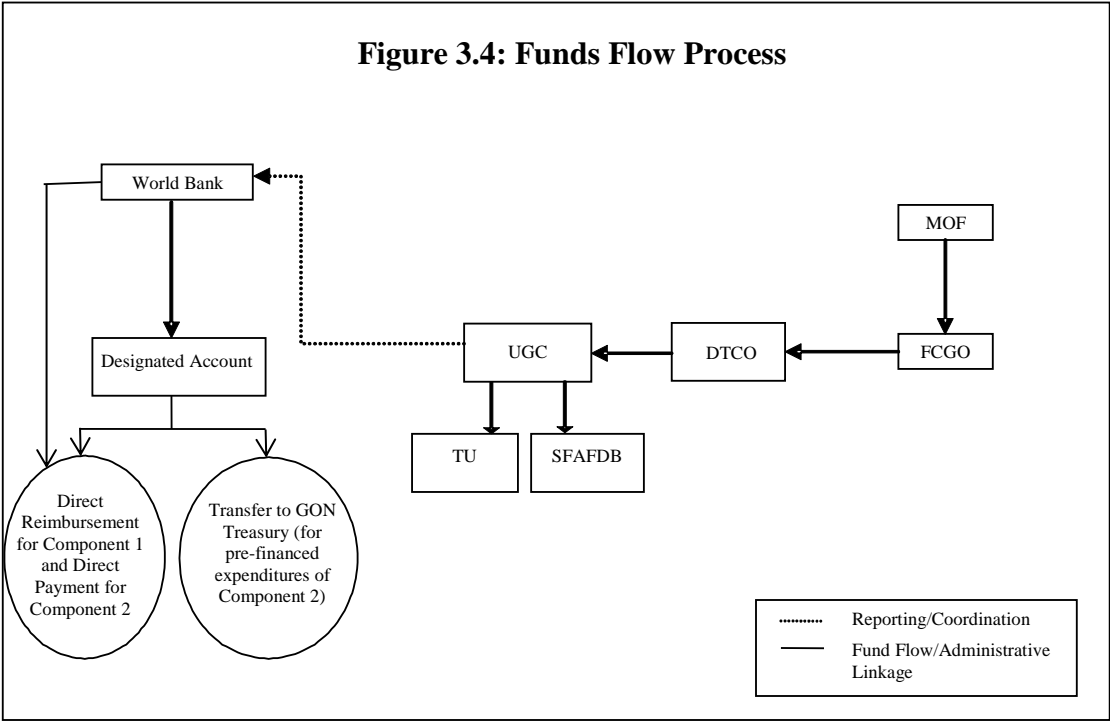 Figure 3.4: Funds Flow Process
World Bank
MOF
Designated Account
UGC
DTCO
FCGO
TU
SFAFDB
Direct
Reimbursement
for Component 1
and Direct
Payment for
Component 2
Transfer to GON
Treasury (for
pre-financed
expenditures of
Component 2)
Reporting/Coordination
Fund Flow/Administrative
Linkage